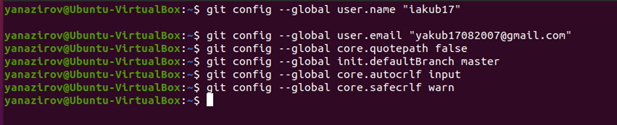 yanazirov@Ubuntu-VirtualBox:~$ git config --global user.name "iakub17"
yanazirov@Ubuntu-VirtualBox:~$ git config --global user.email "yakub17082007@gmail.com"
yanazirov@Ubuntu-VirtualBox:~$ git config --global core.quotepath false
yanazirov@Ubuntu-VirtualBox:~$ git config --global init.defaultBranch master
yanazirov@Ubuntu-VirtualBox:~$ git config --global core.autocrlf input
yanazirov@Ubuntu-VirtualBox:~$ git config --global core.safecrlf warn
yanazirov@Ubuntu-VirtualBox:~$